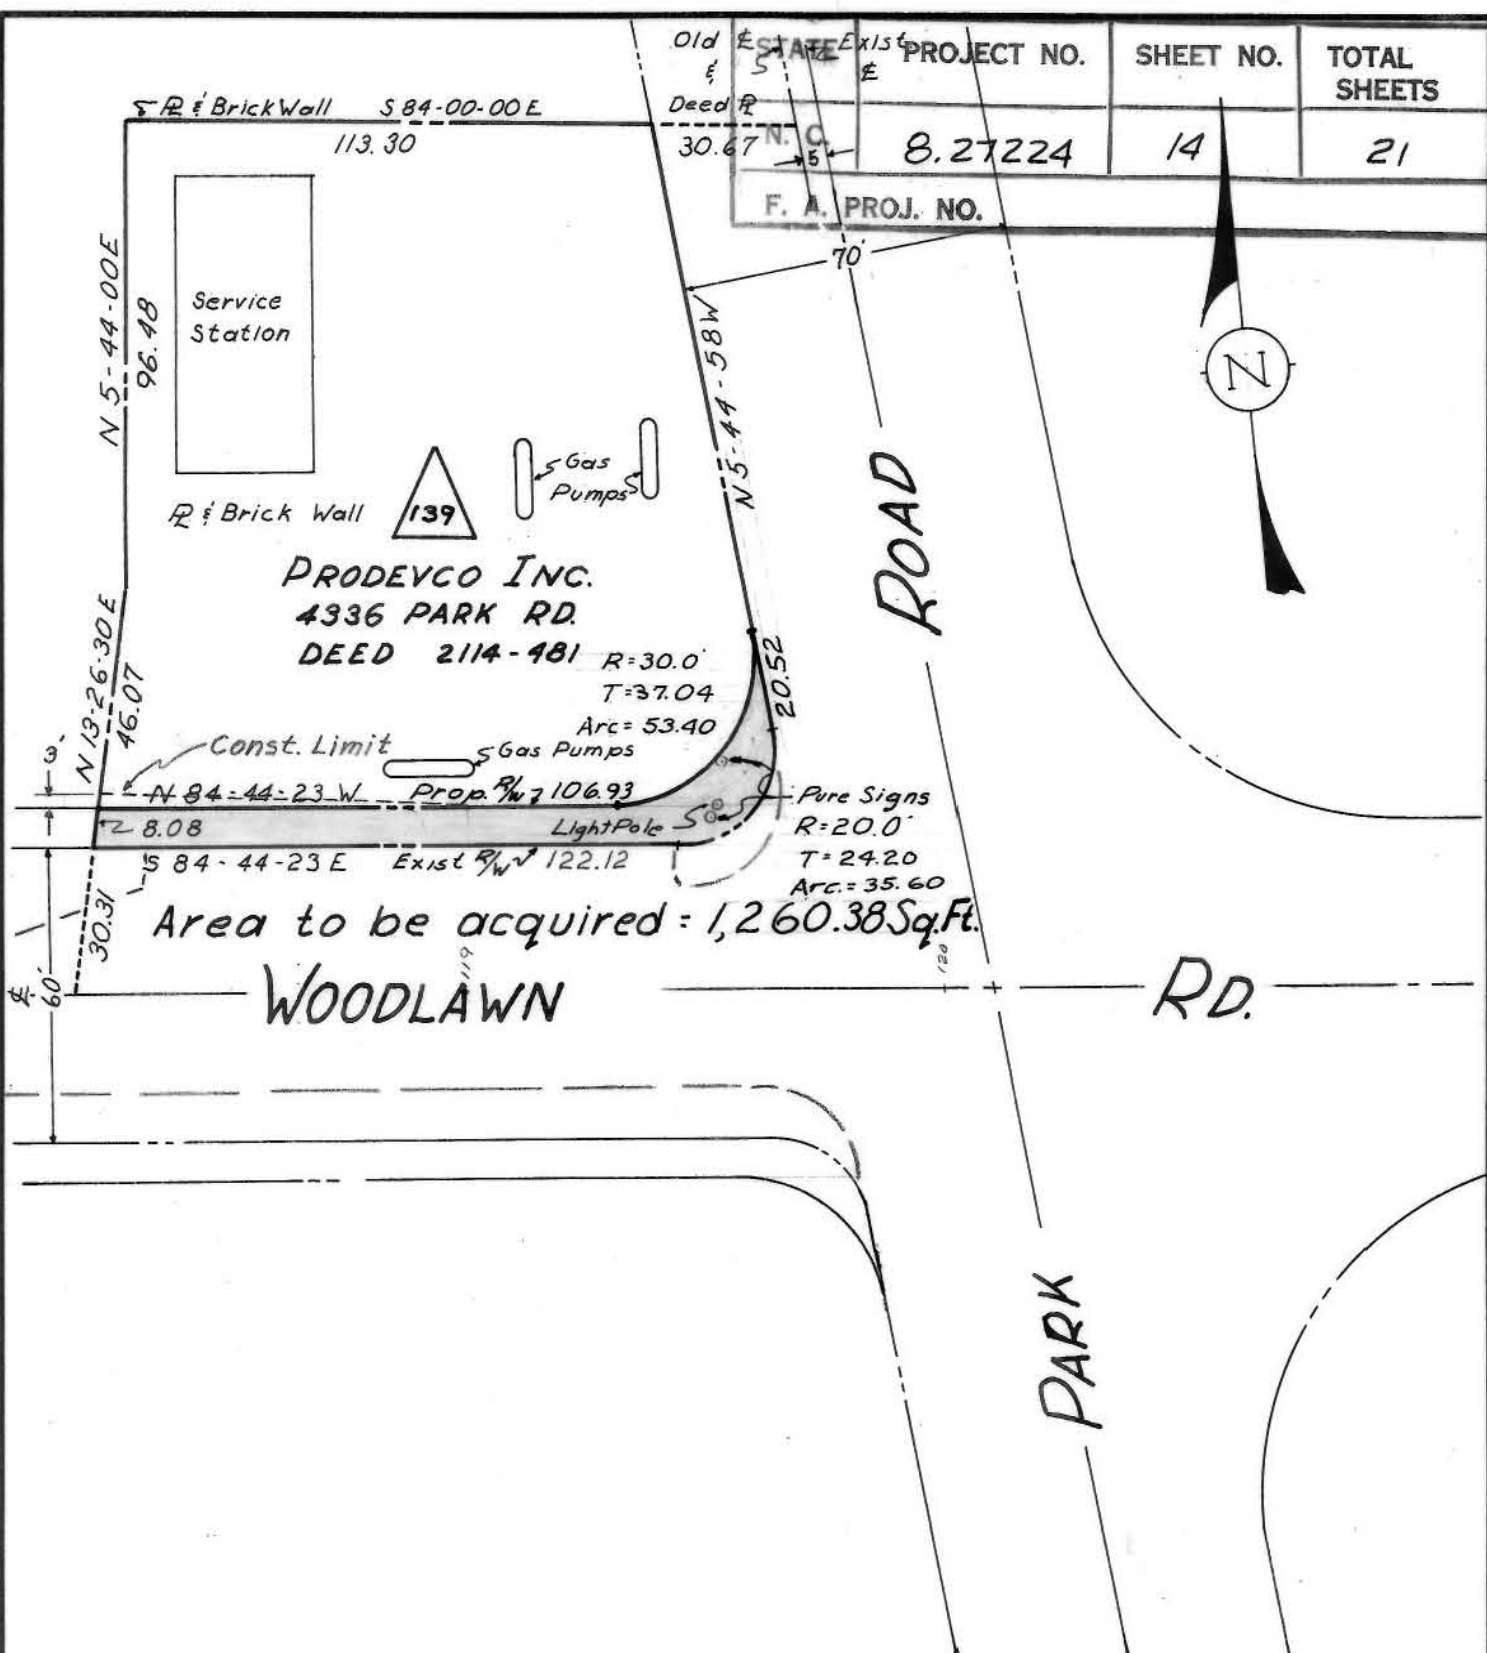 STATE PROJECT NO. SHEET NO. TOTAL SHEETS
N. C. 8.27224 14 21
F. A. PROJ. NO.
Old ℄ & Deed ℙ
Exist ℄
℄ & Brick Wall S 84-00-00 E
113.30
30.67
5
70'
N 5-44-00E
96.48
Service
Station
N 5-44-58W
Gas
Pumps
& Brick Wall
139
PRODEVCO INC.
4336 PARK RD.
DEED 2114-481
R=30.0'
T=37.04
Arc= 53.40
20.52
N 13-26-30 E
46.07
3'
Const. Limit
Gas Pumps
N 84-44-23 W Prop. R/W 106.93
8.08
Light Pole
Pure Signs
R=20.0'
T=24.20
Arc.=35.60
S 84-44-23 E Exist R/W 122.12
30.31
Area to be acquired = 1,260.38 Sq.Ft.
119
120
℄
60'
WOODLAWN RD.
PARK ROAD
N